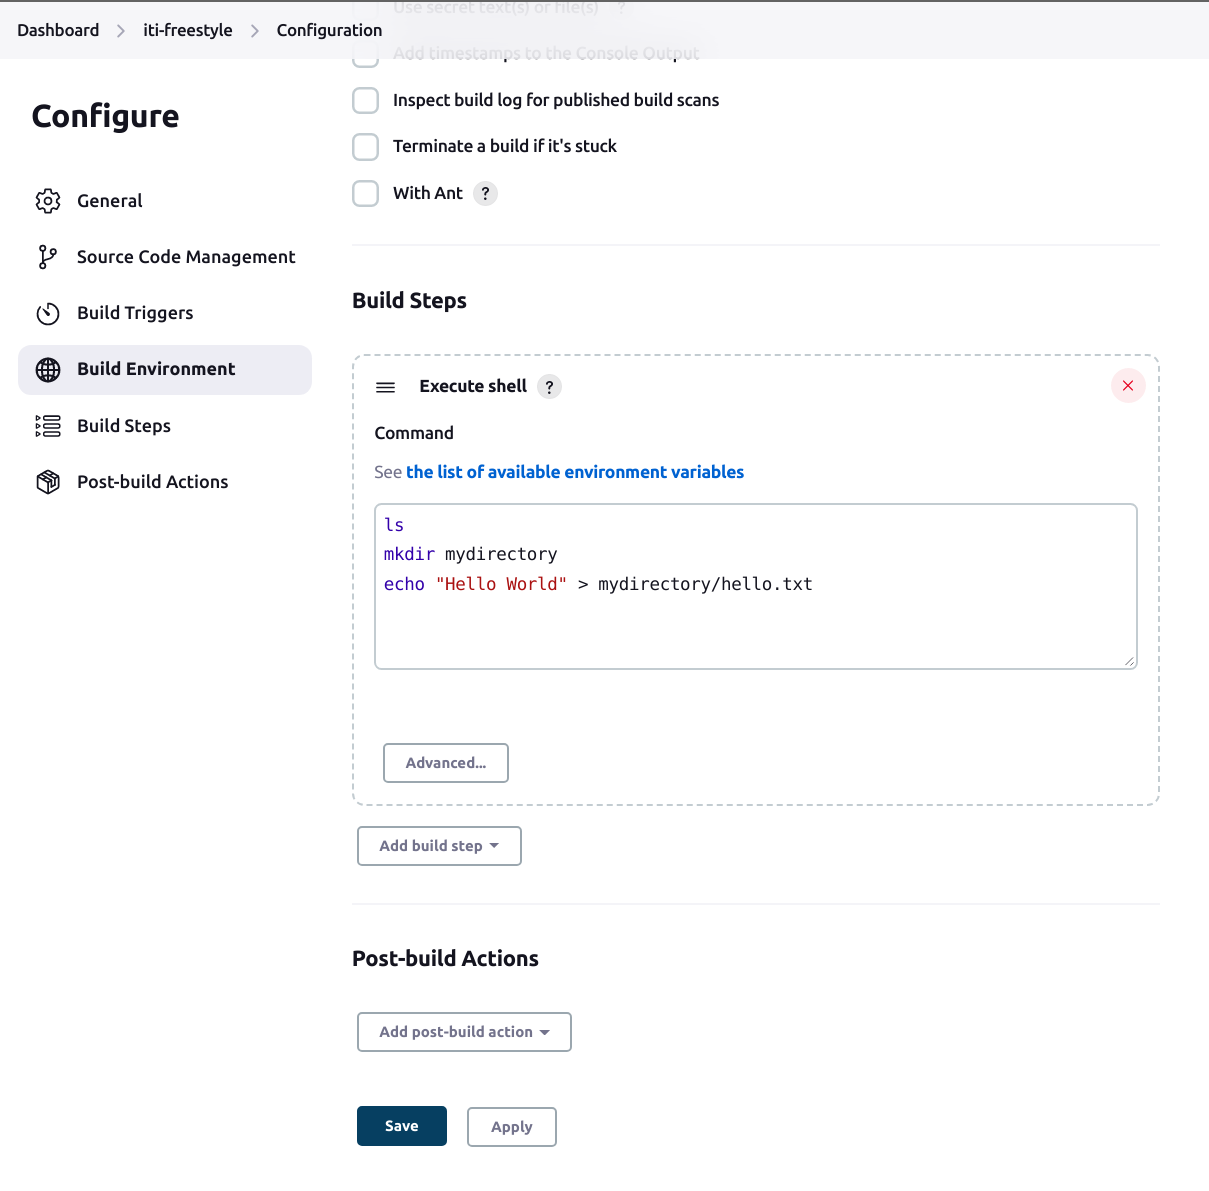 Use secret text(s) or file(s) ?
Dashboard iti-freestyle Configuration
Add timestamps to the Console Output
Configure
Inspect build log for published build scans
Terminate a build if it's stuck
With Ant ?
General
Source Code Management
Build Triggers
Build Environment
Build Steps
Post-build Actions
Build Steps
Execute shell ?
Command
See the list of available environment variables
ls
mkdir mydirectory
echo "Hello World" > mydirectory/hello.txt
Advanced...
Add build step
Post-build Actions
Add post-build action
Save Apply